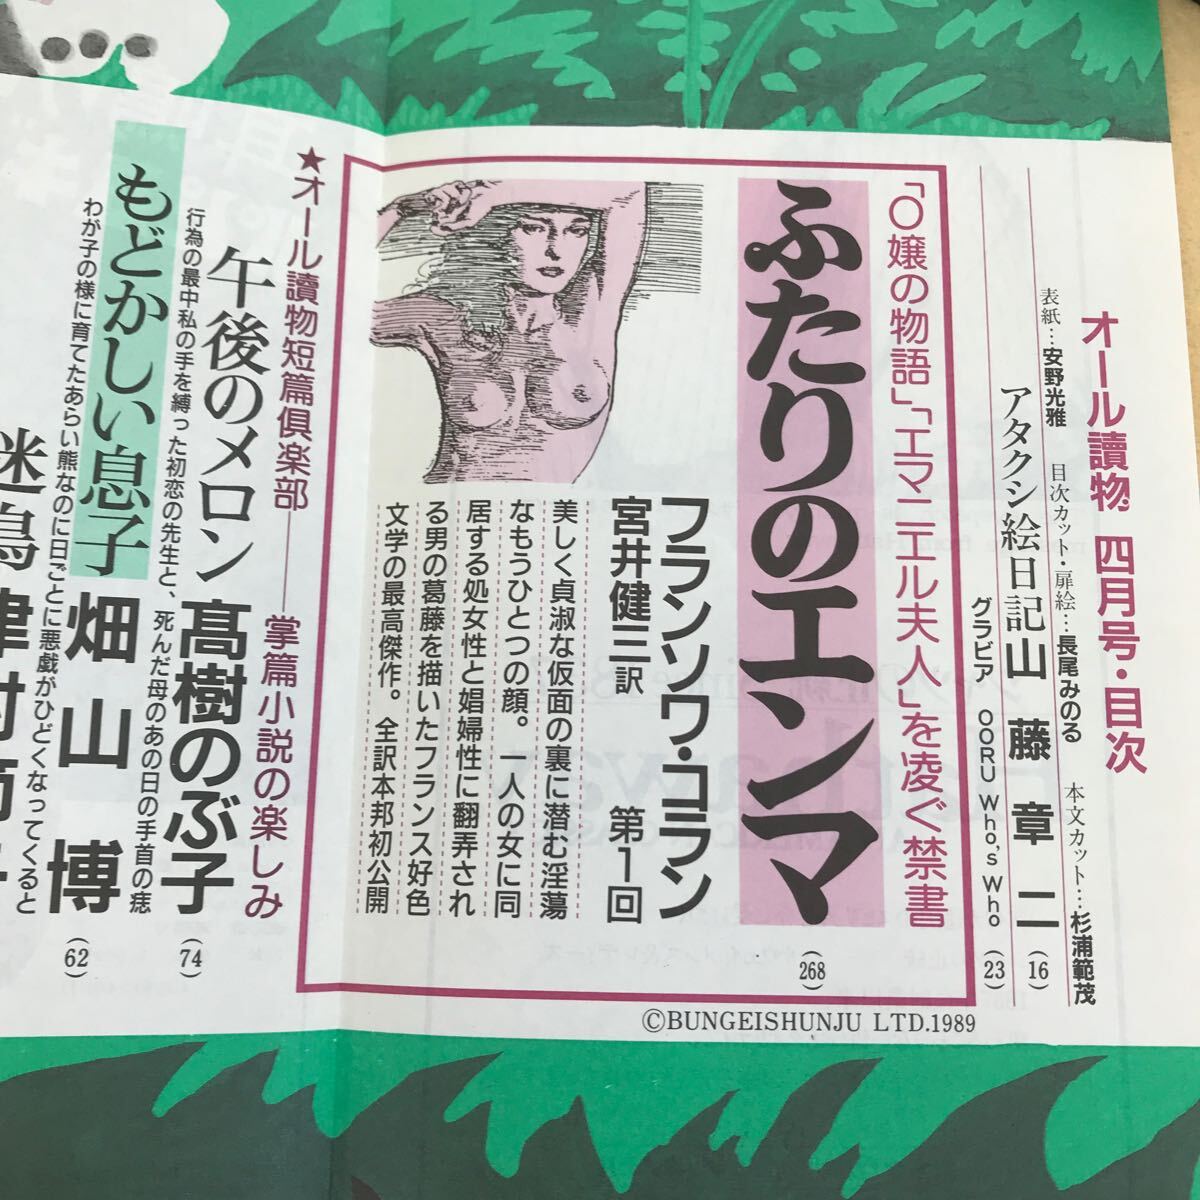 オール讀物 四月号・目次
表紙…安野光雅 目次カット・扉絵…長尾みのる 本文カット…杉浦範茂
アタクシ絵日記 山藤章二 (16)
グラビア OORU Who,s Who (23)
「O嬢の物語」「エマニエル夫人」を凌ぐ禁書
ふたりのエンマ (268)
フランソワ・コラン
宮井健三訳 第1回
美しく貞淑な仮面の裏に潜む淫蕩
なもうひとつの顔。一人の女に同
居する処女性と娼婦性に翻弄され
る男の葛藤を描いたフランス好色
文学の最高傑作。全訳本邦初公開
©BUNGEISHUNJU LTD.1989
★オール讀物短篇倶楽部——掌篇小説の楽しみ
午後のメロン 髙樹のぶ子 (74)
行為の最中私の手を縛った初恋の先生と、死んだ母のあの日の手首の痣
もどかしい息子 畑山博 (62)
わが子の様に育てたあらい熊なのに日ごとに悪戯がひどくなってくると
迷鳥